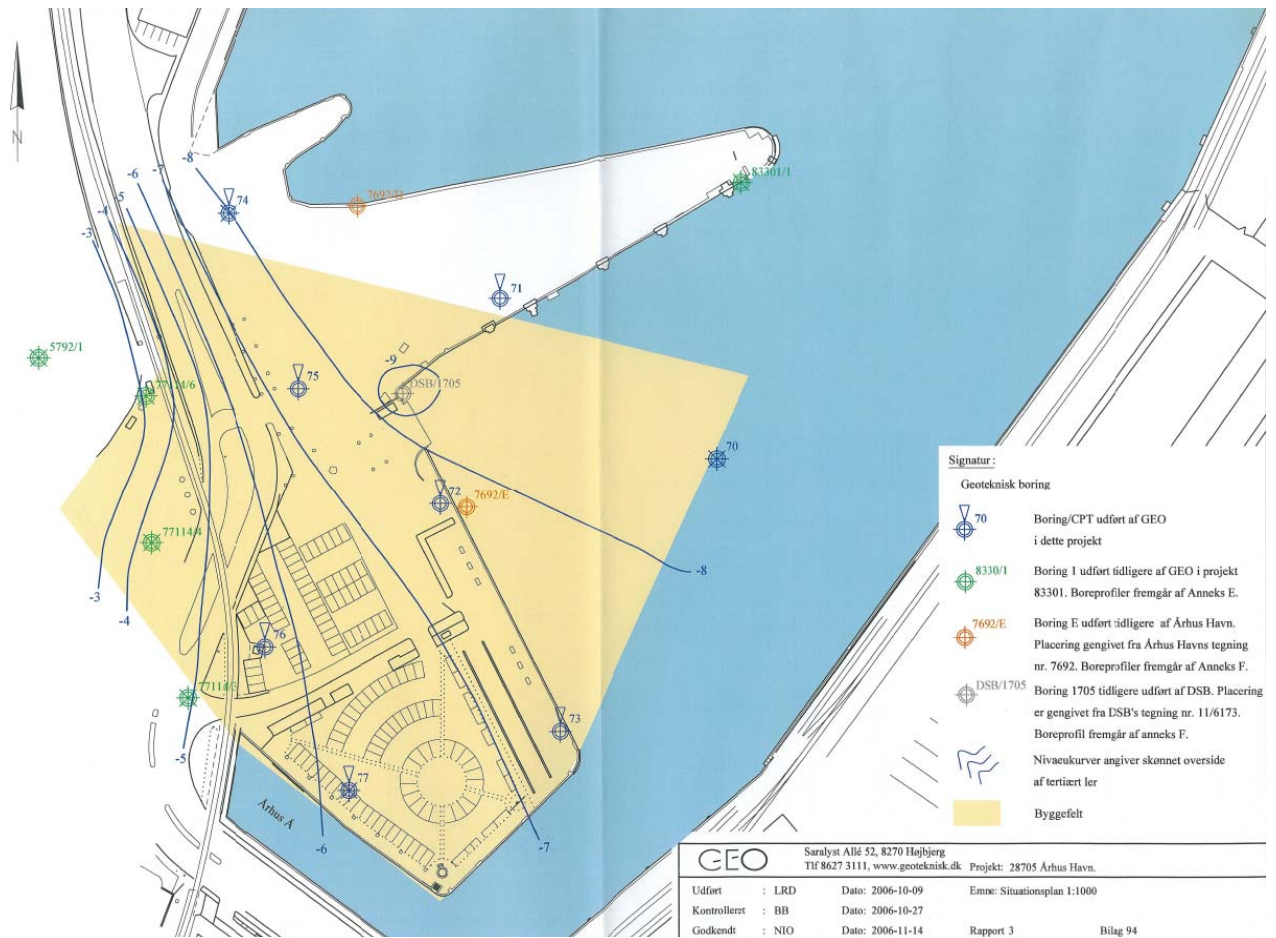 N
-8
-7
-6
-5
-4
-3
74
7692/D
83301/1
71
5792/1
77114/6
75
-9
DSB/1705
70
72
7692/E
77114/4
-8
-3
-4
76
77114/3
73
-5
77
Århus Å
-6
-7
Signatur :
Geoteknisk boring
70
Boring/CPT udført af GEO
i dette projekt
8330/1
Boring 1 udført tidligere af GEO i projekt
83301. Boreprofiler fremgår af Anneks E.
7692/E
Boring E udført tidligere af Århus Havn.
Placering gengivet fra Århus Havns tegning
nr. 7692. Boreprofiler fremgår af Anneks F.
DSB/1705
Boring 1705 tidligere udført af DSB. Placering
er gengivet fra DSB's tegning nr. 11/6173.
Boreprofil fremgår af anneks F.
Nivaeukurver angiver skønnet overside
af tertiært ler
Byggefelt
GEO
Saralyst Allé 52, 8270 Højbjerg
Tlf 8627 3111, www.geoteknisk.dk Projekt: 28705 Århus Havn.
Udført : LRD Dato: 2006-10-09 Emne: Situationsplan 1:1000
Kontrolleret : BB Dato: 2006-10-27
Godkendt : NIO Dato: 2006-11-14 Rapport 3 Bilag 94